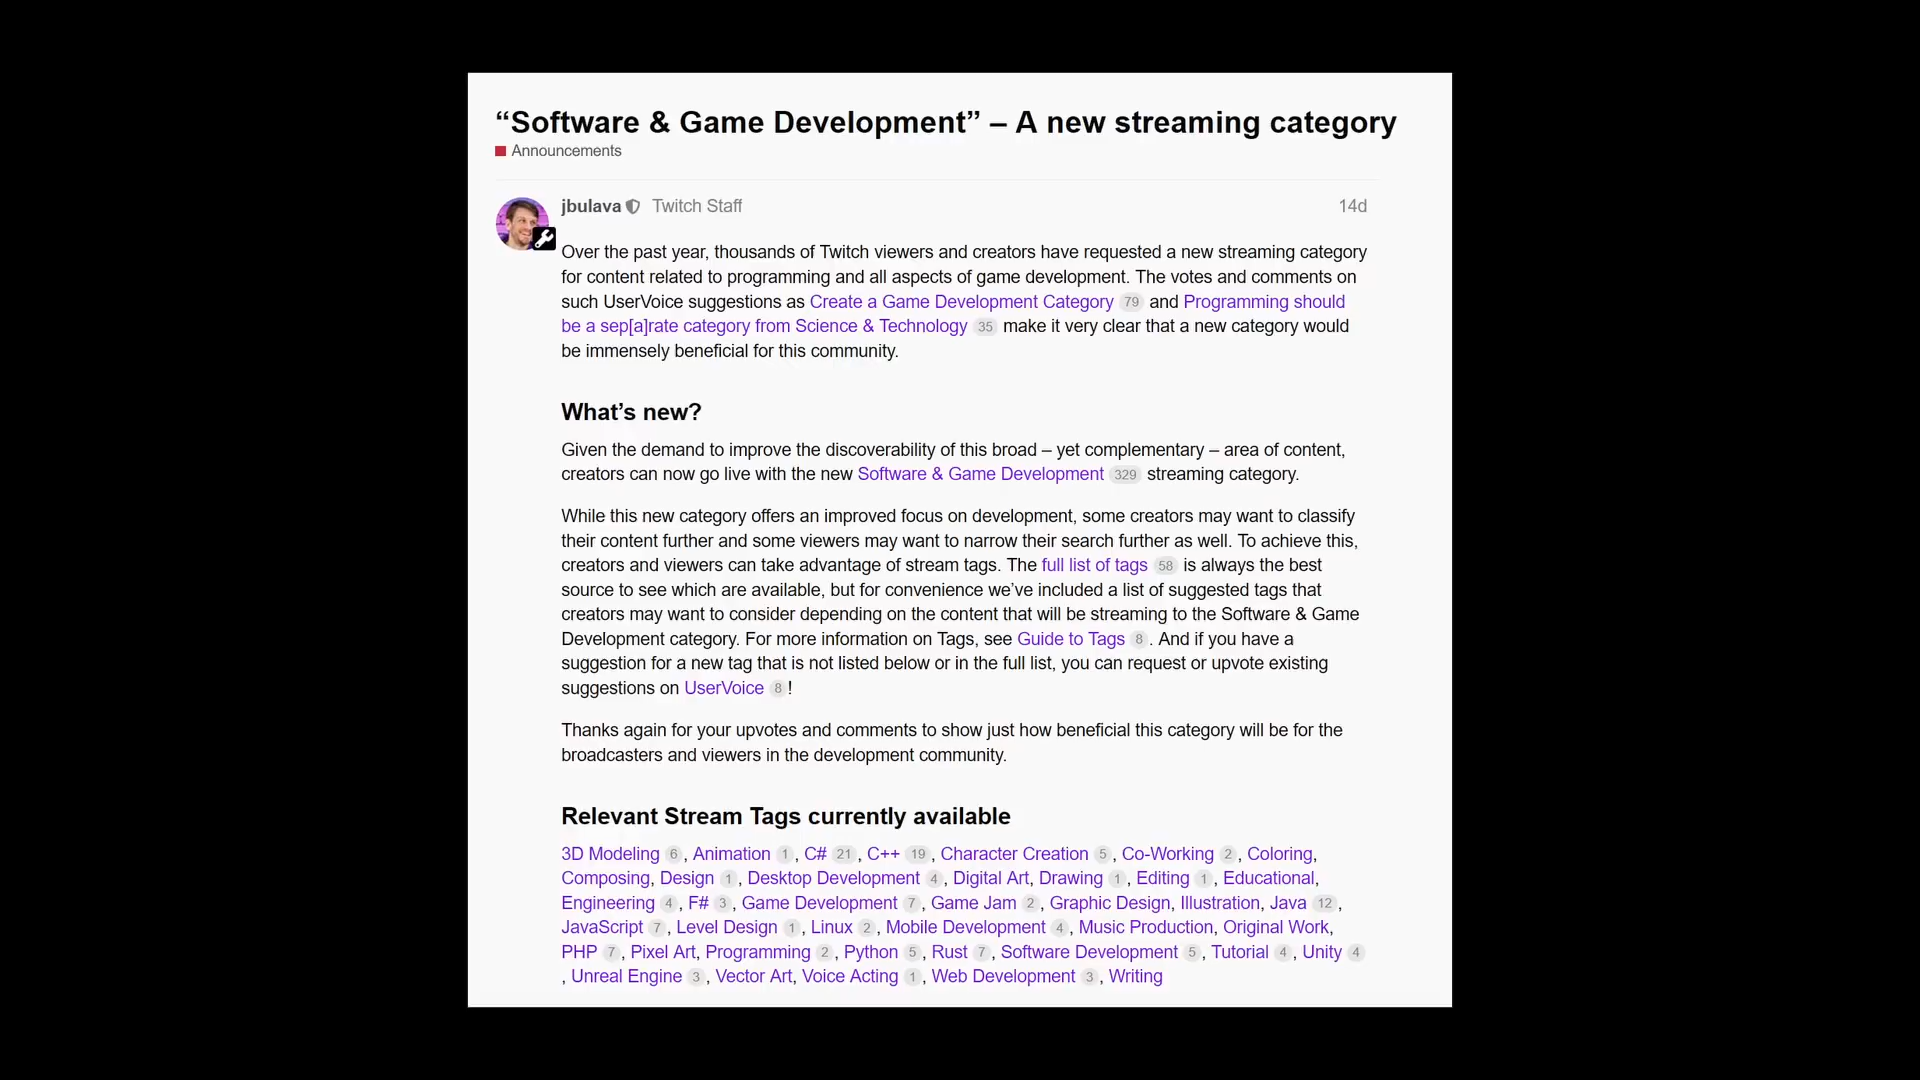 “Software & Game Development” – A new streaming category
Announcements
jbulava Twitch Staff 14d
Over the past year, thousands of Twitch viewers and creators have requested a new streaming category
for content related to programming and all aspects of game development. The votes and comments on
such UserVoice suggestions as Create a Game Development Category 79 and Programming should
be a sep[a]rate category from Science & Technology 35 make it very clear that a new category would
be immensely beneficial for this community.
What’s new?
Given the demand to improve the discoverability of this broad – yet complementary – area of content,
creators can now go live with the new Software & Game Development 329 streaming category.
While this new category offers an improved focus on development, some creators may want to classify
their content further and some viewers may want to narrow their search further as well. To achieve this,
creators and viewers can take advantage of stream tags. The full list of tags 58 is always the best
source to see which are available, but for convenience we’ve included a list of suggested tags that
creators may want to consider depending on the content that will be streaming to the Software & Game
Development category. For more information on Tags, see Guide to Tags 8. And if you have a
suggestion for a new tag that is not listed below or in the full list, you can request or upvote existing
suggestions on UserVoice 8!
Thanks again for your upvotes and comments to show just how beneficial this category will be for the
broadcasters and viewers in the development community.
Relevant Stream Tags currently available
3D Modeling 6, Animation 1, C# 21, C++ 19, Character Creation 5, Co-Working 2, Coloring,
Composing, Design 1, Desktop Development 4, Digital Art, Drawing 1, Editing 1, Educational,
Engineering 4, F# 3, Game Development 7, Game Jam 2, Graphic Design, Illustration, Java 12,
JavaScript 7, Level Design 1, Linux 2, Mobile Development 4, Music Production, Original Work,
PHP 7, Pixel Art, Programming 2, Python 5, Rust 7, Software Development 5, Tutorial 4, Unity 4
, Unreal Engine 3, Vector Art, Voice Acting 1, Web Development 3, Writing